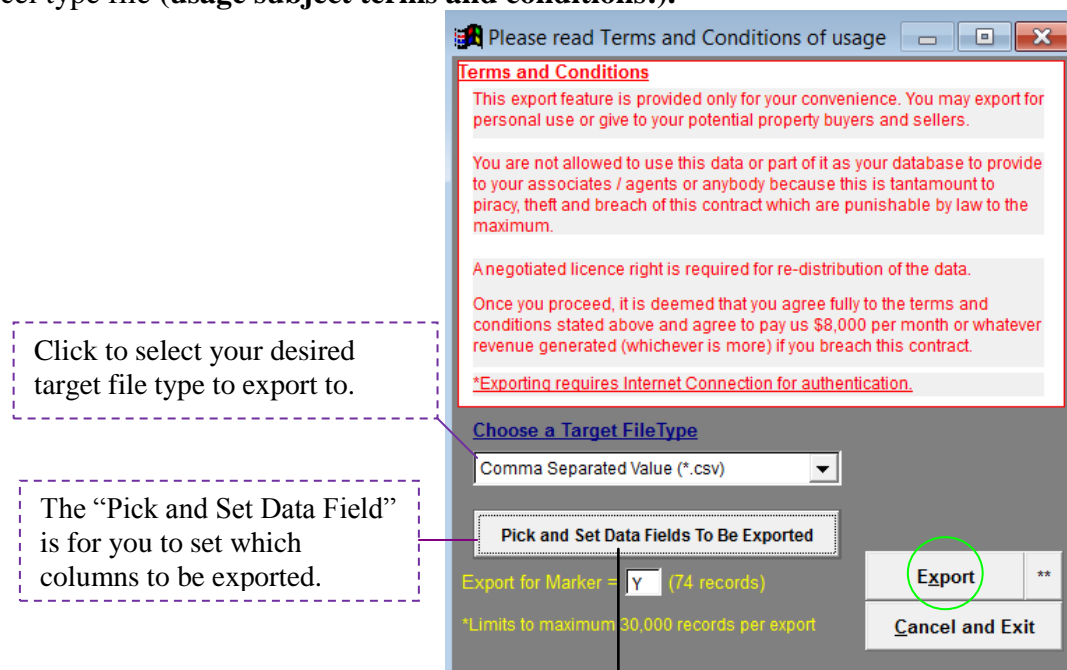 cel type file (usage subject terms and conditions!).
Please read Terms and Conditions of usage
Terms and Conditions
This export feature is provided only for your convenience. You may export for
personal use or give to your potential property buyers and sellers.
You are not allowed to use this data or part of it as your database to provide
to your associates / agents or anybody because this is tantamount to
piracy, theft and breach of this contract which are punishable by law to the
maximum.
A negotiated licence right is required for re-distribution of the data.
Once you proceed, it is deemed that you agree fully to the terms and
conditions stated above and agree to pay us $8,000 per month or whatever
revenue generated (whichever is more) if you breach this contract.
*Exporting requires Internet Connection for authentication.
Click to select your desired
target file type to export to.
Choose a Target FileType
Comma Separated Value (*.csv)
The “Pick and Set Data Field”
is for you to set which
columns to be exported.
Pick and Set Data Fields To Be Exported
Export for Marker = Y (74 records)
*Limits to maximum 30,000 records per export
Export **
Cancel and Exit